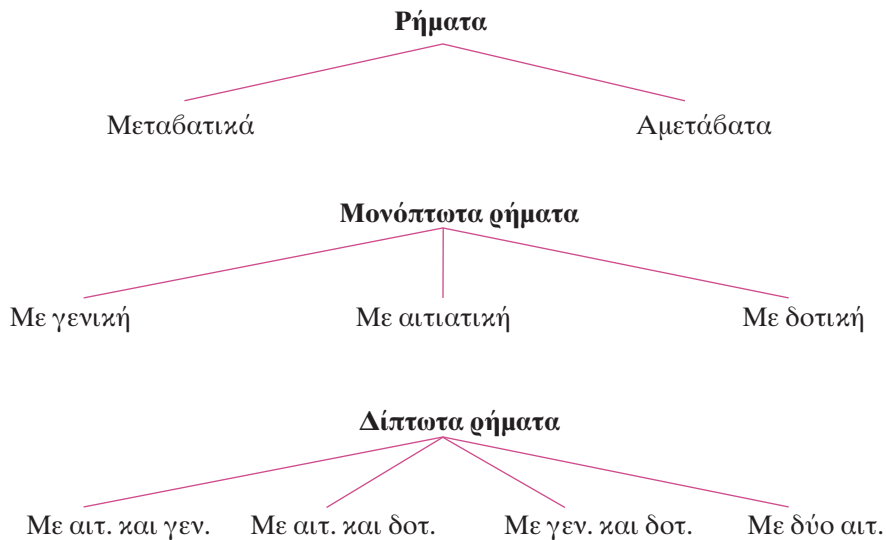 Ρήματα
Μεταβατικά Αμετάβατα
Μονόπτωτα ρήματα
Με γενική Με αιτιατική Με δοτική
Δίπτωτα ρήματα
Με αιτ. και γεν. Με αιτ. και δοτ. Με γεν. και δοτ. Με δύο αιτ.